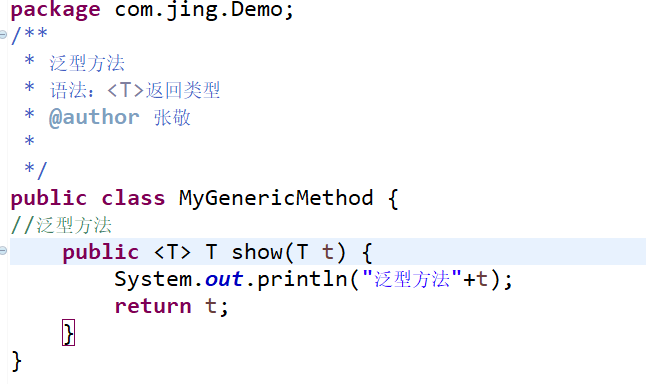 package com.jing.Demo;
/**
 * 泛型方法
 * 语法：<T>返回类型
 * @author 张敬
 *
 */
public class MyGenericMethod {
//泛型方法
    public <T> T show(T t) {
        System.out.println("泛型方法"+t);
        return t;
    }
}